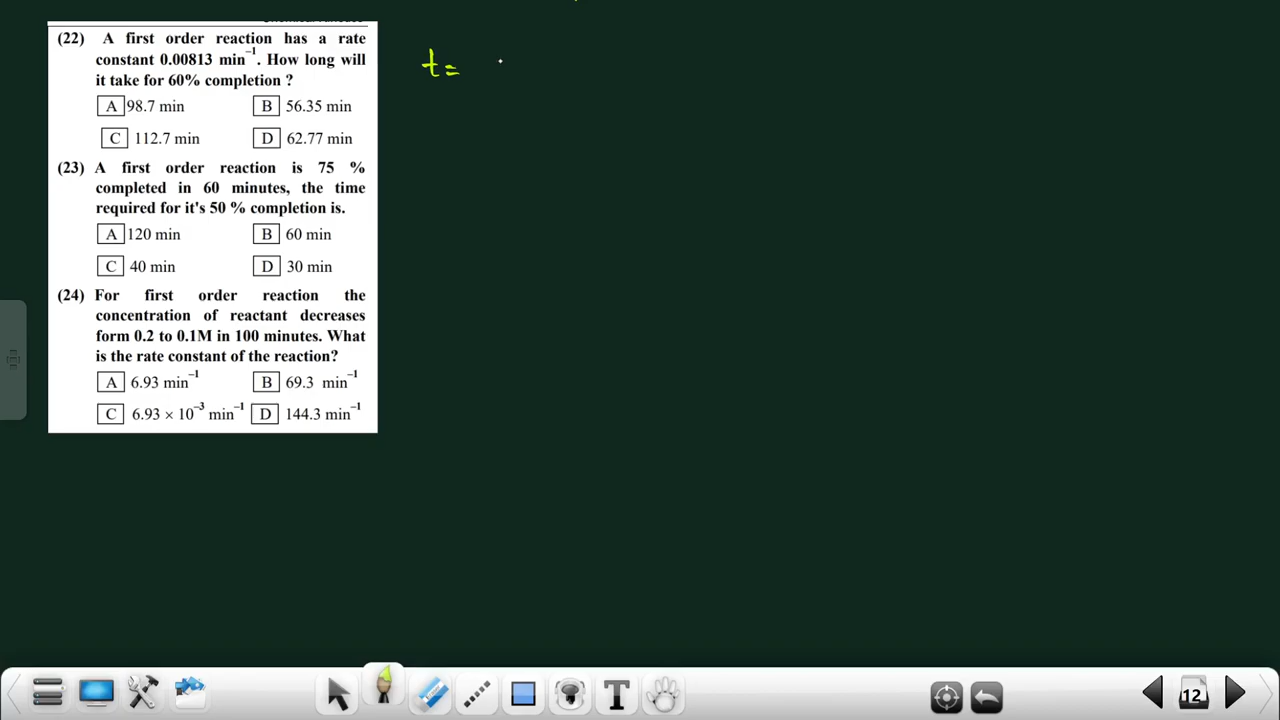 (22) A first order reaction has a rate
constant 0.00813 min⁻¹. How long will
it take for 60% completion ?
A 98.7 min B 56.35 min
C 112.7 min D 62.77 min
(23) A first order reaction is 75 %
completed in 60 minutes, the time
required for it's 50 % completion is.
A 120 min B 60 min
C 40 min D 30 min
(24) For first order reaction the
concentration of reactant decreases
form 0.2 to 0.1M in 100 minutes. What
is the rate constant of the reaction?
A 6.93 min⁻¹ B 69.3 min⁻¹
C 6.93 × 10⁻³ min⁻¹ D 144.3 min⁻¹
t=
T
12